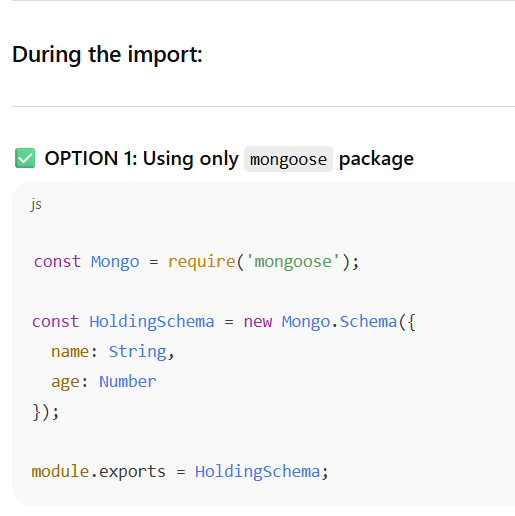 During the import:
✅ OPTION 1: Using only mongoose package
js
const Mongo = require('mongoose');
const HoldingSchema = new Mongo.Schema({
  name: String,
  age: Number
});
module.exports = HoldingSchema;